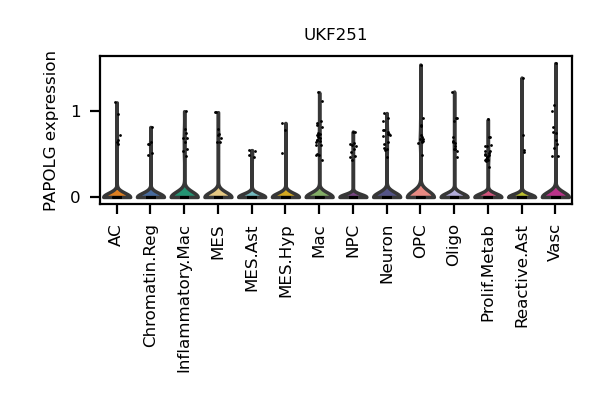 UKF251
PAPOLG expression
1
0
AC
Chromatin.Reg
Inflammatory.Mac
MES
MES.Ast
MES.Hyp
Mac
NPC
Neuron
OPC
Oligo
Prolif.Metab
Reactive.Ast
Vasc